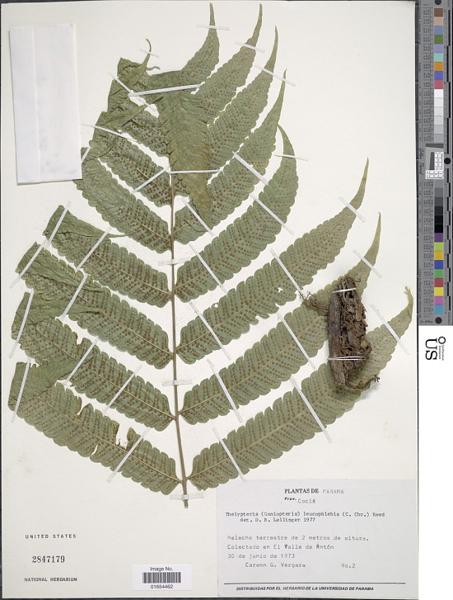 PLANTAS DE PANAMA
Prov. Coclé
Thelypteris (Goniopteris) leucophlebia (C. Chr.) Reed
det. D. B. Lellinger 1977
Helecho terrestre de 2 metros de altura.
Colectado en El Valle de Antón
30 de junio de 1973
Carmen G. Vergara No.2
DISTRIBUIDAS POR EL HERBARIO DE LA UNIVERSIDAD DE PANAMA
UNITED STATES
2847179
NATIONAL HERBARIUM
Image No.
01654462
US